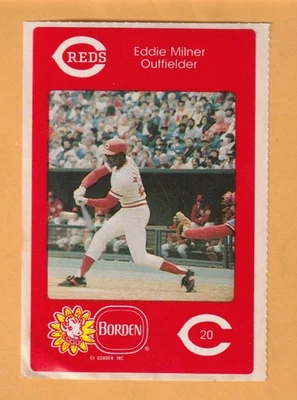 REDS
Eddie Milner
Outfielder
BORDEN
®
© BORDEN INC
20